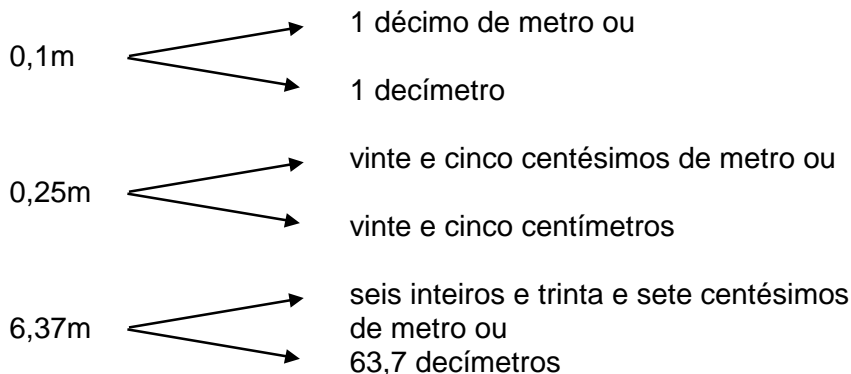 1 décimo de metro ou
0,1m
1 decímetro
vinte e cinco centésimos de metro ou
0,25m
vinte e cinco centímetros
seis inteiros e trinta e sete centésimos
6,37m
de metro ou
63,7 decímetros